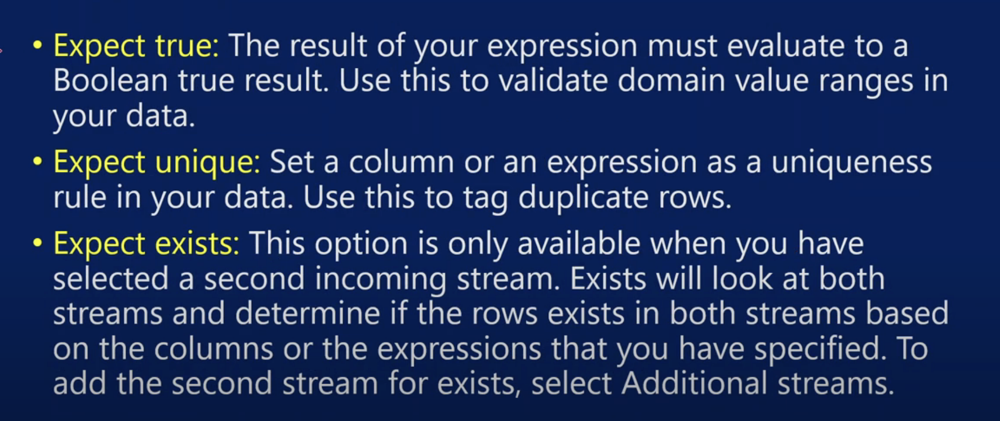 • Expect true: The result of your expression must evaluate to a
Boolean true result. Use this to validate domain value ranges in
your data.
• Expect unique: Set a column or an expression as a uniqueness
rule in your data. Use this to tag duplicate rows.
• Expect exists: This option is only available when you have
selected a second incoming stream. Exists will look at both
streams and determine if the rows exists in both streams based
on the columns or the expressions that you have specified. To
add the second stream for exists, select Additional streams.